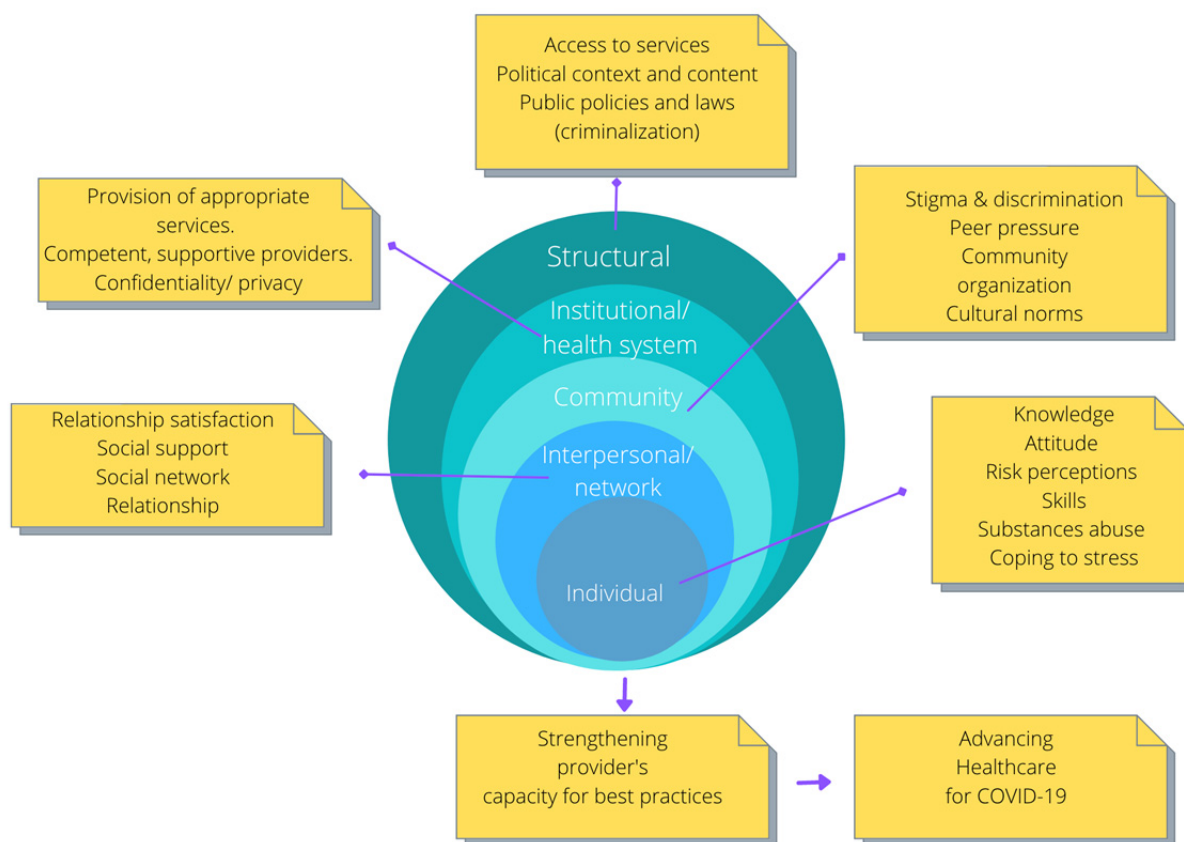 Access to services
Political context and content
Public policies and laws
(criminalization)
Provision of appropriate
services.
Competent, supportive providers.
Confidentiality/ privacy
Stigma & discrimination
Peer pressure
Community
organization
Cultural norms
Structural
Institutional/
health system
Community
Interpersonal/
network
Individual
Relationship satisfaction
Social support
Social network
Relationship
Knowledge
Attitude
Risk perceptions
Skills
Substances abuse
Coping to stress
Strengthening
provider's
capacity for best practices
Advancing
Healthcare
for COVID-19